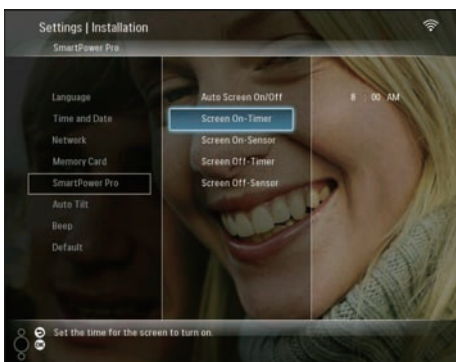 Settings | Installation
SmartPower Pro
Language
Time and Date
Network
Memory Card
SmartPower Pro
Auto Tilt
Beep
Default
Auto Screen On/Off
Screen On-Timer
Screen On-Sensor
Screen Off-Timer
Screen Off-Sensor
8 : 00 AM
Set the time for the screen to turn on.